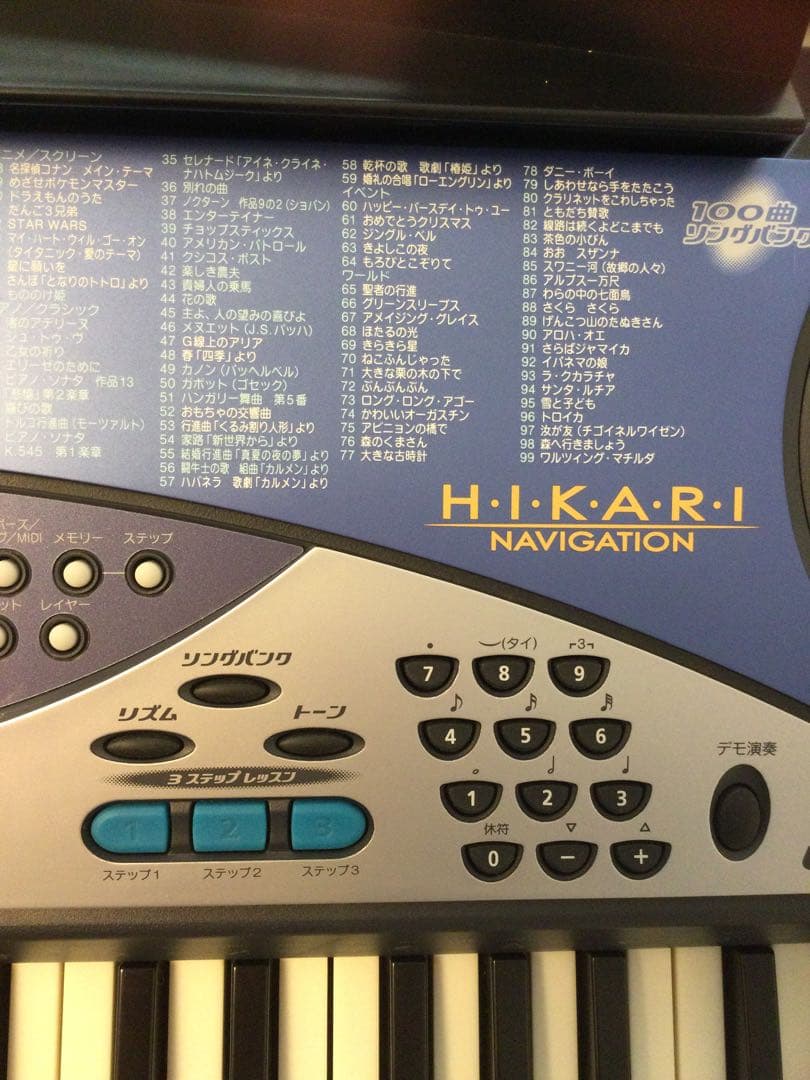 ニメ/スクリーン
名探偵コナン メイン・テーマ
めざせポケモンマスター
ドラえもんのうた
だんご3兄弟
STAR WARS
マイ・ハート・ウィル・ゴー・オン
(タイタニック・愛のテーマ)
星に願いを
さんぽ「となりのトトロ」より
もののけ姫
アノ/クラシック
のアデリーヌ
シュ・トゥ・ヴ
乙女の祈り
エリーゼのために
ピアノ・ソナタ 作品13
「悲愴」第2楽章
喜びの歌
トルコ行進曲(モーツァルト)
ピアノ・ソナタ
K.545 第1楽章
35 セレナード「アイネ・クライネ・
ナハトムジーク」より
36 別れの曲
37 ノクターン 作品9の2(ショパン)
38 エンターテイナー
39 チョップスティックス
40 アメリカン・パトロール
41 クシコス・ポスト
42 楽しき農夫
43 貴婦人の乗馬
44 花の歌
45 主よ、人の望みの喜びよ
46 メヌエット(J.S.バッハ)
47 G線上のアリア
48 春「四季」より
49 カノン(パッヘルベル)
50 ガボット(ゴセック)
51 ハンガリー舞曲 第5番
52 おもちゃの交響曲
53 行進曲「くるみ割り人形」より
54 家路「新世界から」より
55 結婚行進曲「真夏の夜の夢」より
56 闘牛士の歌 組曲「カルメン」より
57 ハバネラ 歌劇「カルメン」より
58 乾杯の歌 歌劇「椿姫」より
59 婚礼の合唱「ローエングリン」より
イベント
60 ハッピー・バースデイ・トゥ・ユー
61 おめでとうクリスマス
62 ジングル・ベル
63 きよしこの夜
64 もろびとこぞりて
ワールド
65 聖者の行進
66 グリーンスリーブス
67 アメイジング・グレイス
68 ほたるの光
69 きらきら星
70 ねこふんじゃった
71 大きな栗の木の下で
72 ぶんぶんぶん
73 ロング・ロング・アゴー
74 かわいいオーガスチン
75 アビニョンの橋で
76 森のくまさん
77 大きな古時計
78 ダニー・ボーイ
79 しあわせなら手をたたこう
80 クラリネットをこわしちゃった
81 ともだち賛歌
82 線路は続くよどこまでも
83 茶色の小びん
84 おお スザンナ
85 スワニー河(故郷の人々)
86 アルプス一万尺
87 わらの中の七面鳥
88 さくら さくら
89 げんこつ山のたぬきさん
90 アロハ・オエ
91 さらばジャマイカ
92 イパネマの娘
93 ラ・クカラチャ
94 サンタ・ルチア
95 雪と子ども
96 トロイカ
97 汝が友(チゴイネルワイゼン)
98 森へ行きましょう
99 ワルツィング・マチルダ
100曲
ソングバンク
H・I・K・A・R・I
NAVIGATION
/MIDI メモリー ステップ
ット レイヤー
ソングバンク
リズム トーン
3 ステップ レッスン
1 2 3
ステップ1 ステップ2 ステップ3
(タイ) 3
7 8 9
4 5 6
1 2 3
休符 ▽ △
0 − +
デモ演奏